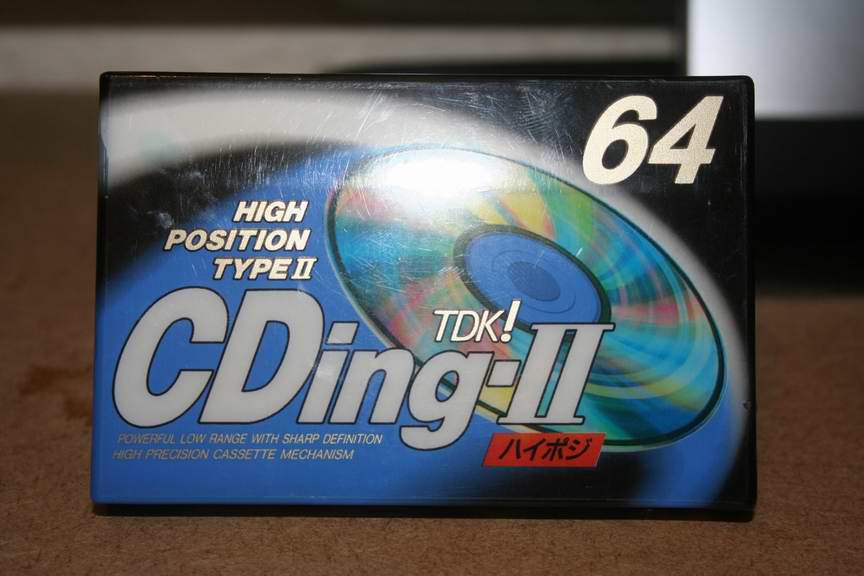 64
HIGH
POSITION
TYPE II
TDK!
CDing-II
POWERFUL LOW RANGE WITH SHARP DEFINITION
HIGH PRECISION CASSETTE MECHANISM
ハイポジ